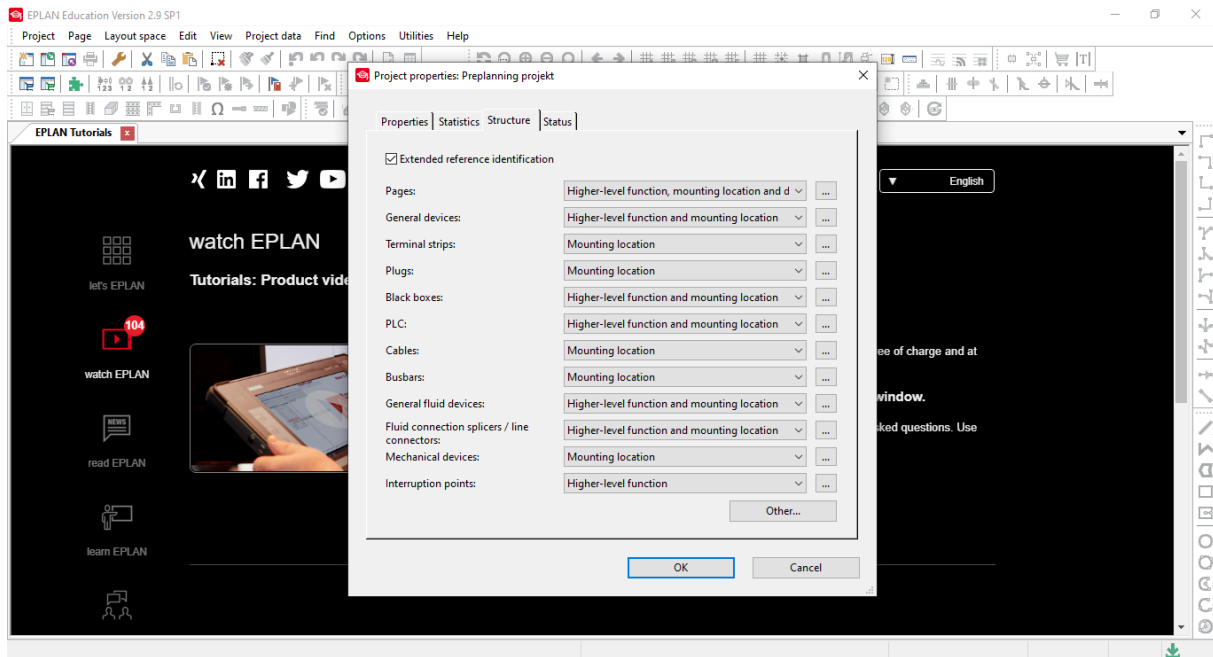 EPLAN Education Version 2.9 SP1
Project Page Layout space Edit View Project data Find Options Utilities Help
Project properties: Preplanning projekt
EPLAN Tutorials
Properties Statistics Structure Status
Extended reference identification
Pages: Higher-level function, mounting location and d ...
General devices: Higher-level function and mounting location ...
Terminal strips: Mounting location ...
Plugs: Mounting location ...
Black boxes: Higher-level function and mounting location ...
PLC: Higher-level function and mounting location ...
Cables: Mounting location ...
Busbars: Mounting location ...
General fluid devices: Higher-level function and mounting location ...
Fluid connection splicers / line
connectors: Higher-level function and mounting location ...
Mechanical devices: Mounting location ...
Interruption points: Higher-level function ...
Other...
OK Cancel
English
watch EPLAN
Tutorials: Product vide
let's EPLAN
104
watch EPLAN
NEWS
read EPLAN
learn EPLAN
ee of charge and at
window.
sked questions. Use